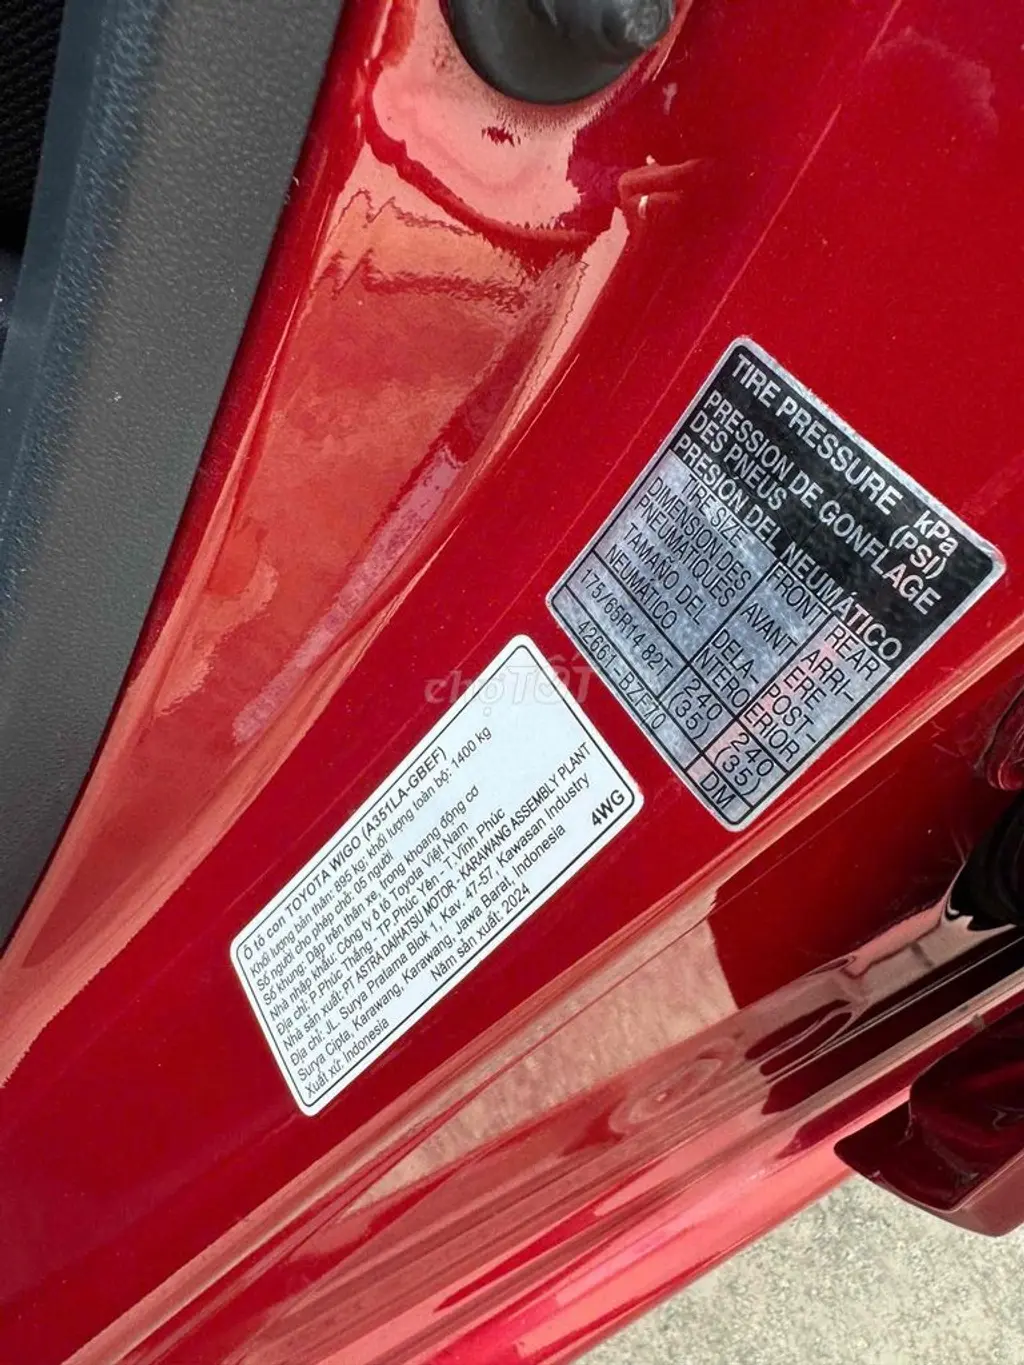 TIRE PRESSURE kPa (PSI)
PRESSION DE GONFLAGE
DES PNEUS
PRESION DEL NEUMÁTICO
TIRE SIZE FRONT REAR
DIMENSION DES PNEUMATIQUES AVANT ARRI-ERE
TAMAÑO DEL NEUMÁTICO DELA-NTERO POST-ERIOR
175/65R14 82T 240 (35) 240 (35)
42661-BZF70 DM
chợTỐT
Ô tô con TOYOTA WIGO (A351LA-GBEF)
Khối lượng bản thân: 895 kg; khối lượng toàn bộ: 1400 kg
Số người cho phép chở: 05 người
Số khung: Dập trên thân xe, trong khoang động cơ
Nhà nhập khẩu: Công ty ô tô Toyota Việt Nam
Địa chỉ: P.Phúc Thắng - TP Phúc Yên - T.Vĩnh Phúc
Nhà sản xuất: PT ASTRA DAIHATSU MOTOR - KARAWANG ASSEMBLY PLANT
Địa chỉ: JL. Surya Pratama Blok 1, Kav. 47-57, Kawasan Industry
Surya Cipta, Karawang, Karawang, Jawa Barat, Indonesia
Xuất xứ: Indonesia Năm sản xuất: 2024 4WG